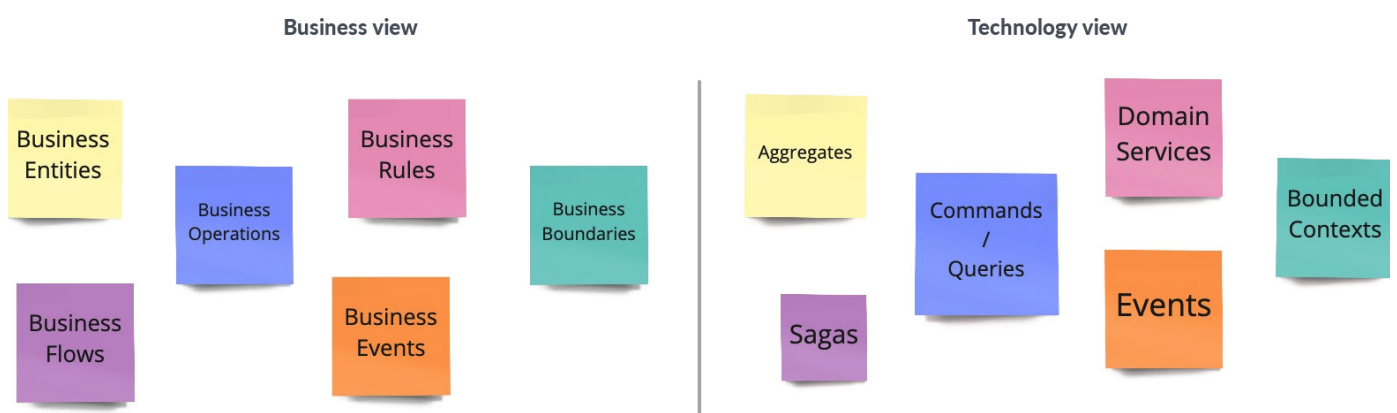 Business view
Technology view
Business
Entities
Business
Operations
Business
Rules
Business
Boundaries
Business
Flows
Business
Events
Aggregates
Commands
/
Queries
Domain
Services
Bounded
Contexts
Sagas
Events